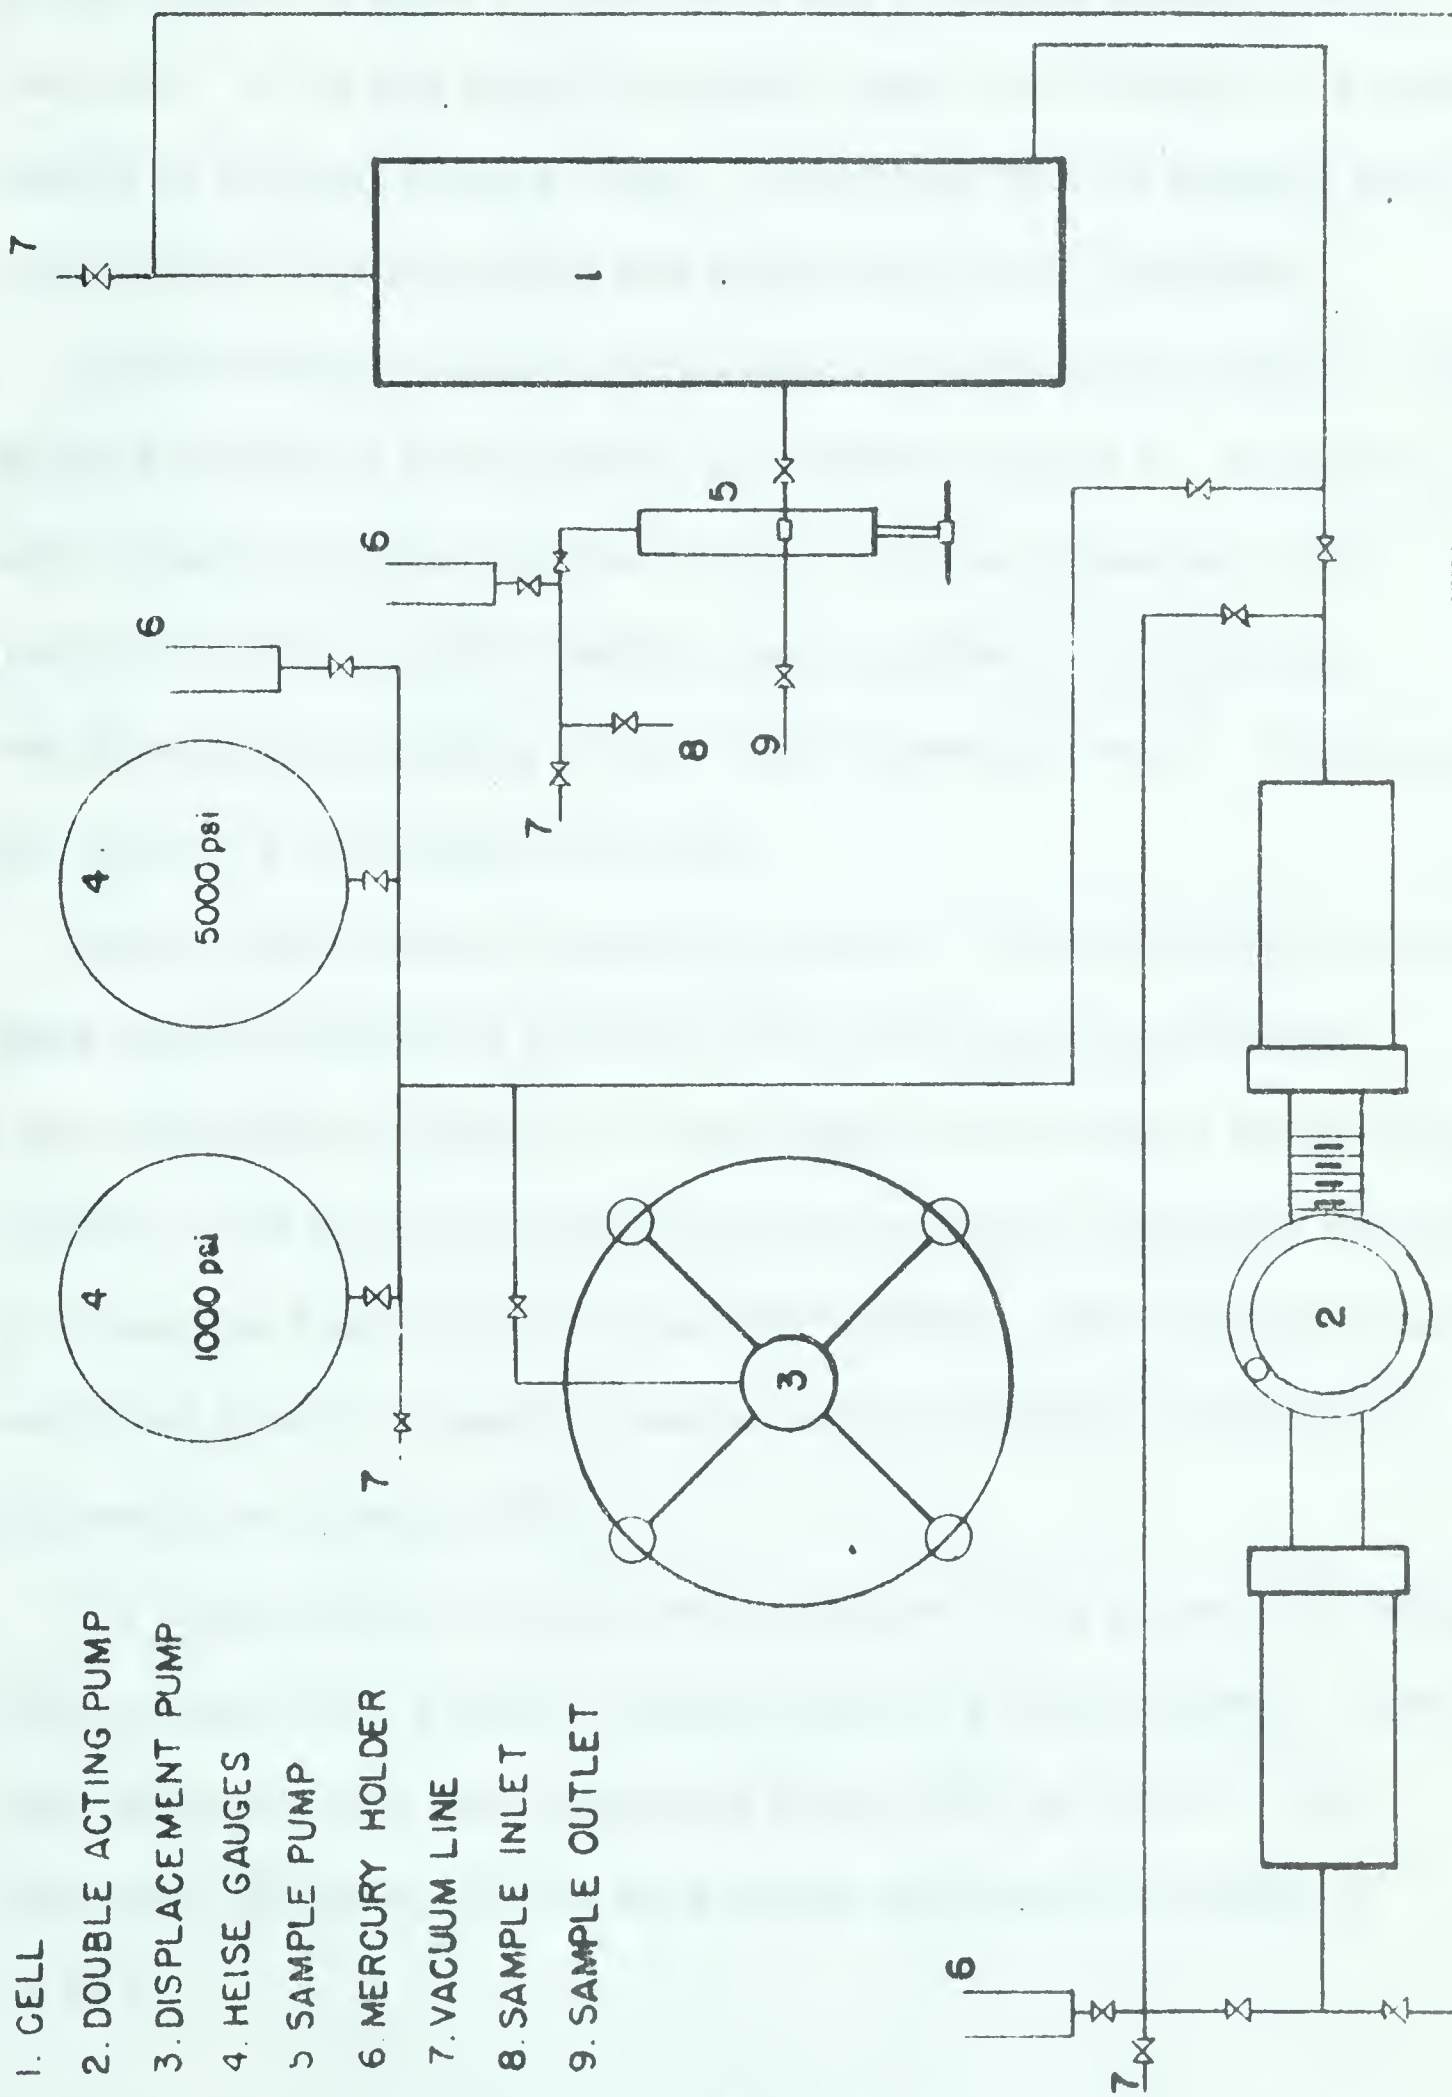 1. CELL
2. DOUBLE ACTING PUMP
3. DISPLACEMENT PUMP
4. HEISE GAUGES
5 SAMPLE PUMP
6. MERCURY HOLDER
7. VACUUM LINE
8. SAMPLE INLET
9. SAMPLE OUTLET
7
4
1000 psi
4
5000 psi
6
7
6
7
8
9
5
1
3
6
7
2